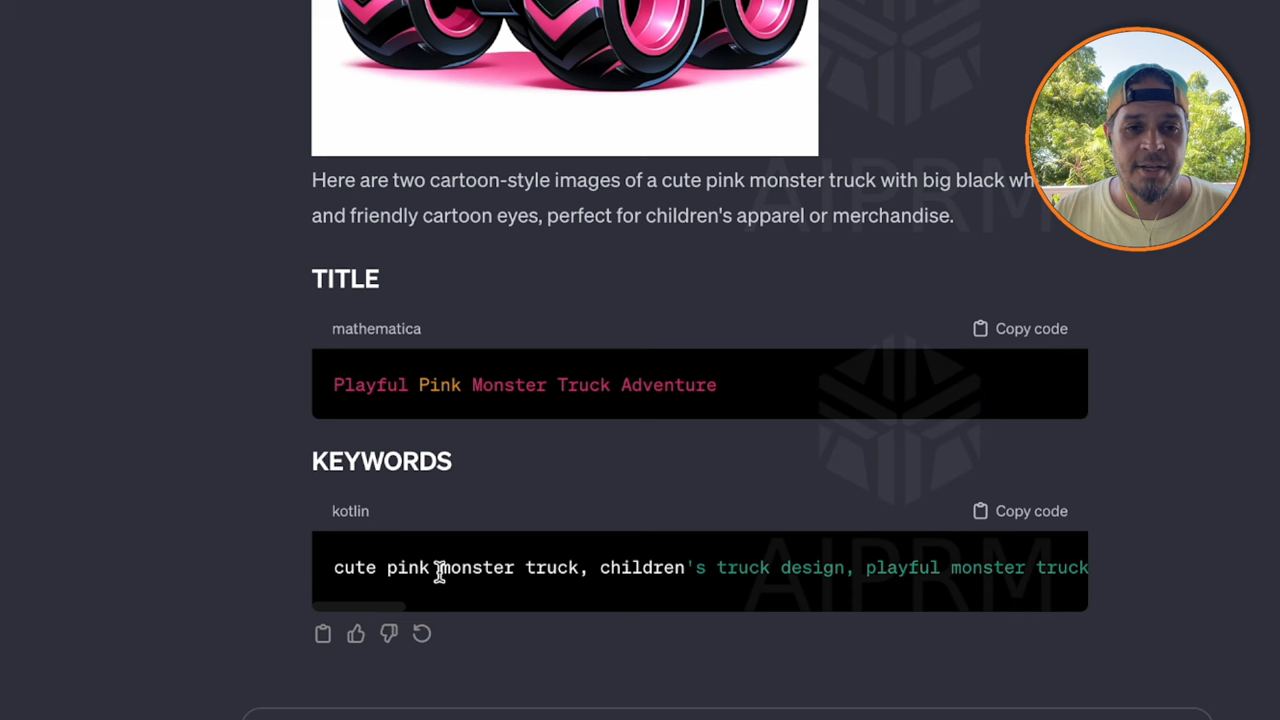 Here are two cartoon-style images of a cute pink monster truck with big black wh
and friendly cartoon eyes, perfect for children's apparel or merchandise.
TITLE
mathematica
Copy code
Playful Pink Monster Truck Adventure
KEYWORDS
kotlin
Copy code
cute pink monster truck, children's truck design, playful monster truck
AIPRM
AIPRM